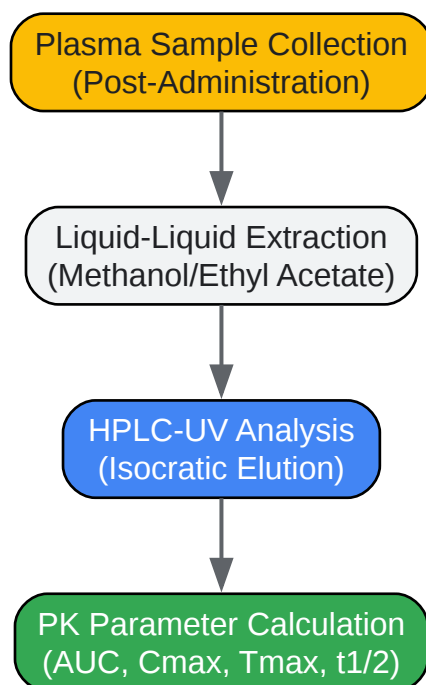 Plasma Sample Collection
(Post-Administration)
Liquid-Liquid Extraction
(Methanol/Ethyl Acetate)
HPLC-UV Analysis
(Isocratic Elution)
PK Parameter Calculation
(AUC, Cmax, Tmax, t1/2)